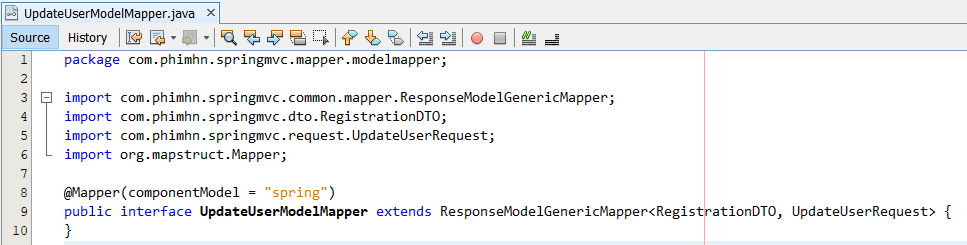 UpdateUserModelMapper.java
Source History
1 package com.phimhn.springmvc.mapper.modelmapper;
2
3 import com.phimhn.springmvc.common.mapper.ResponseModelGenericMapper;
4 import com.phimhn.springmvc.dto.RegistrationDTO;
5 import com.phimhn.springmvc.request.UpdateUserRequest;
6 import org.mapstruct.Mapper;
7
8 @Mapper(componentModel = "spring")
9 public interface UpdateUserModelMapper extends ResponseModelGenericMapper<RegistrationDTO, UpdateUserRequest> {
10 }